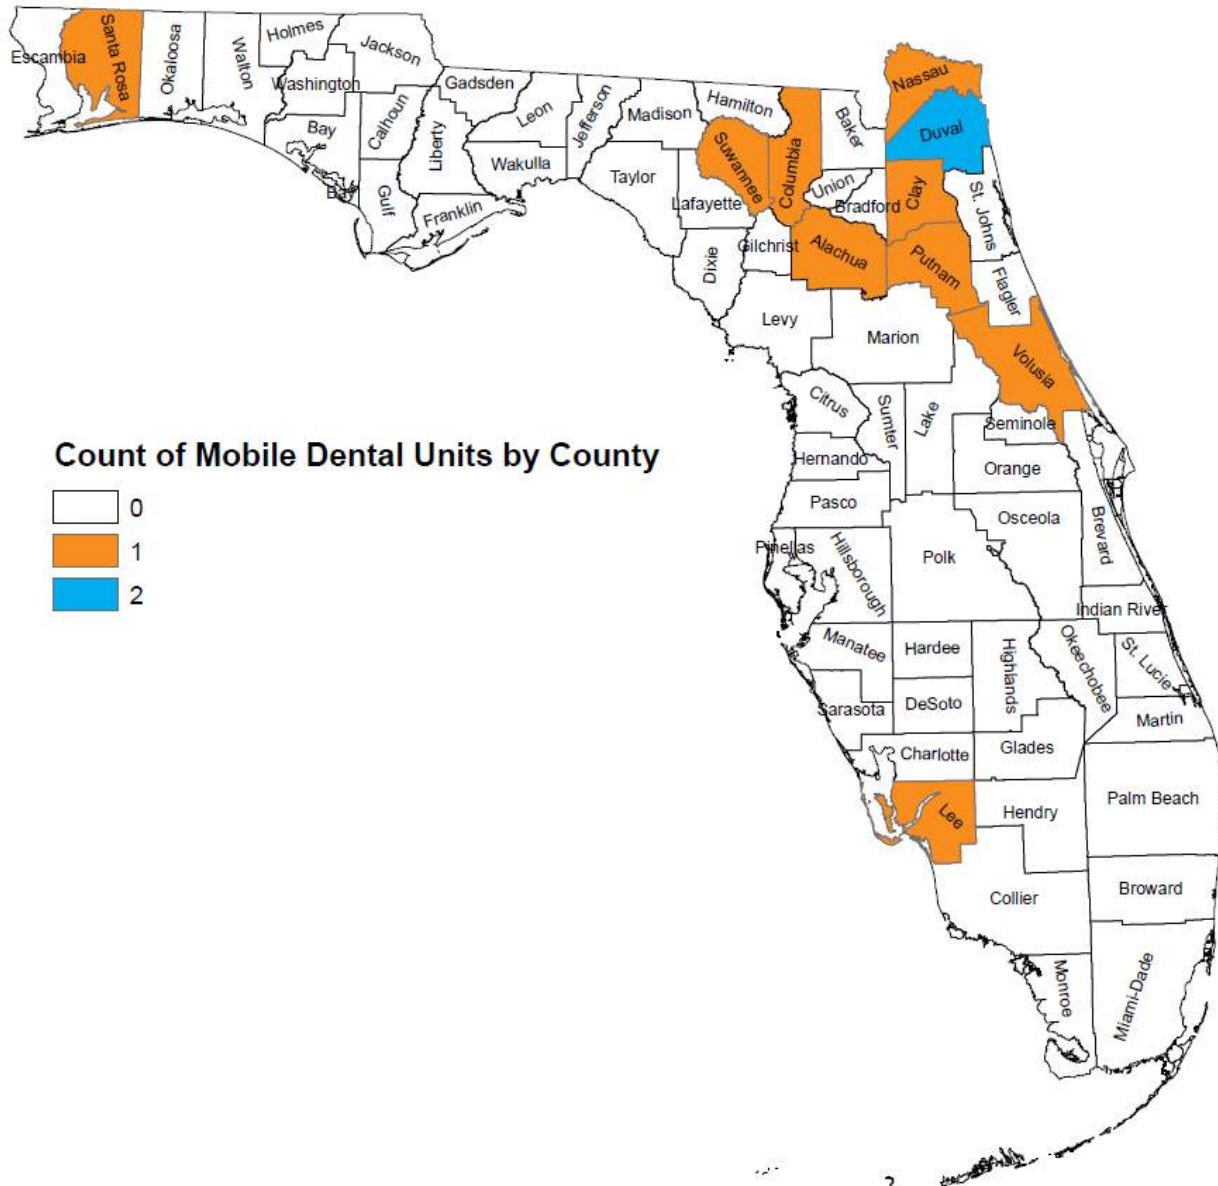 Escambia
Santa Rosa
Okaloosa
Walton
Holmes
Washington
Jackson
Bay
Bay
Calhoun
Gulf
Liberty
Gadsden
Franklin
Leon
Wakulla
Jefferson
Madison
Taylor
Hamilton
Suwannee
Lafayette
Dixie
Columbia
Gilchrist
Baker
Union
Bradford
Alachua
Nassau
Duval
Clay
St. Johns
Putnam
Flagler
Levy
Marion
Volusia
Citrus
Sumter
Lake
Seminole
Hernando
Orange
Pasco
Osceola
Brevard
Pinellas
Hillsborough
Polk
Indian River
Manatee
Hardee
Highlands
Okeechobee
St. Lucie
Sarasota
DeSoto
Martin
Charlotte
Glades
Lee
Hendry
Palm Beach
Collier
Broward
Monroe
Miami-Dade
Count of Mobile Dental Units by County
0
1
2